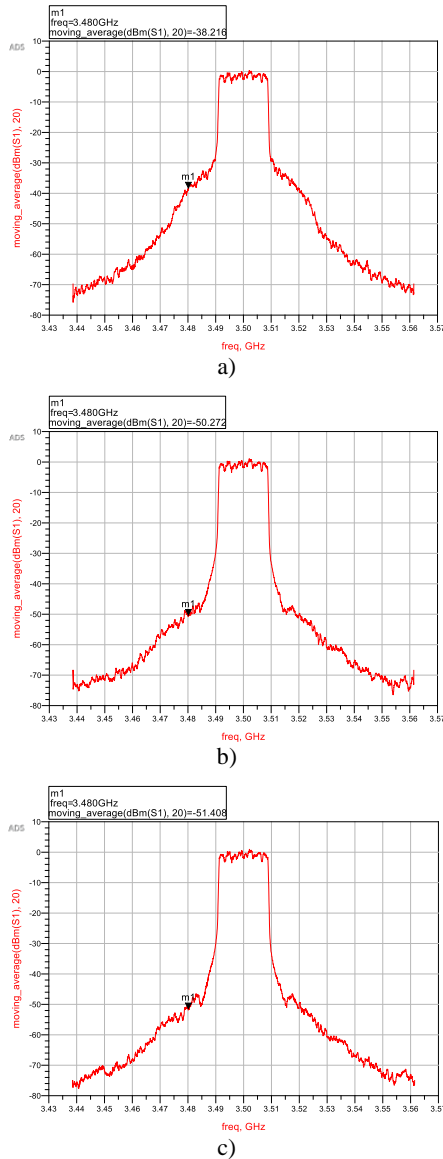 m1
freq=3.480GHz
moving_average(dBm(S1), 20)=-38.216
ADS
10
0
-10
-20
-30
-40
-50
-60
-70
-80
moving_average(dBm(S1), 20)
m1
3.43 3.44 3.45 3.46 3.47 3.48 3.49 3.50 3.51 3.52 3.53 3.54 3.55 3.56 3.57
freq, GHz
a)
m1
freq=3.480GHz
moving_average(dBm(S1), 20)=-50.272
ADS
10
0
-10
-20
-30
-40
-50
-60
-70
-80
moving_average(dBm(S1), 20)
m1
3.43 3.44 3.45 3.46 3.47 3.48 3.49 3.50 3.51 3.52 3.53 3.54 3.55 3.56 3.57
freq, GHz
b)
m1
freq=3.480GHz
moving_average(dBm(S1), 20)=-51.408
ADS
10
0
-10
-20
-30
-40
-50
-60
-70
-80
moving_average(dBm(S1), 20)
m1
3.43 3.44 3.45 3.46 3.47 3.48 3.49 3.50 3.51 3.52 3.53 3.54 3.55 3.56 3.57
freq, GHz
c)